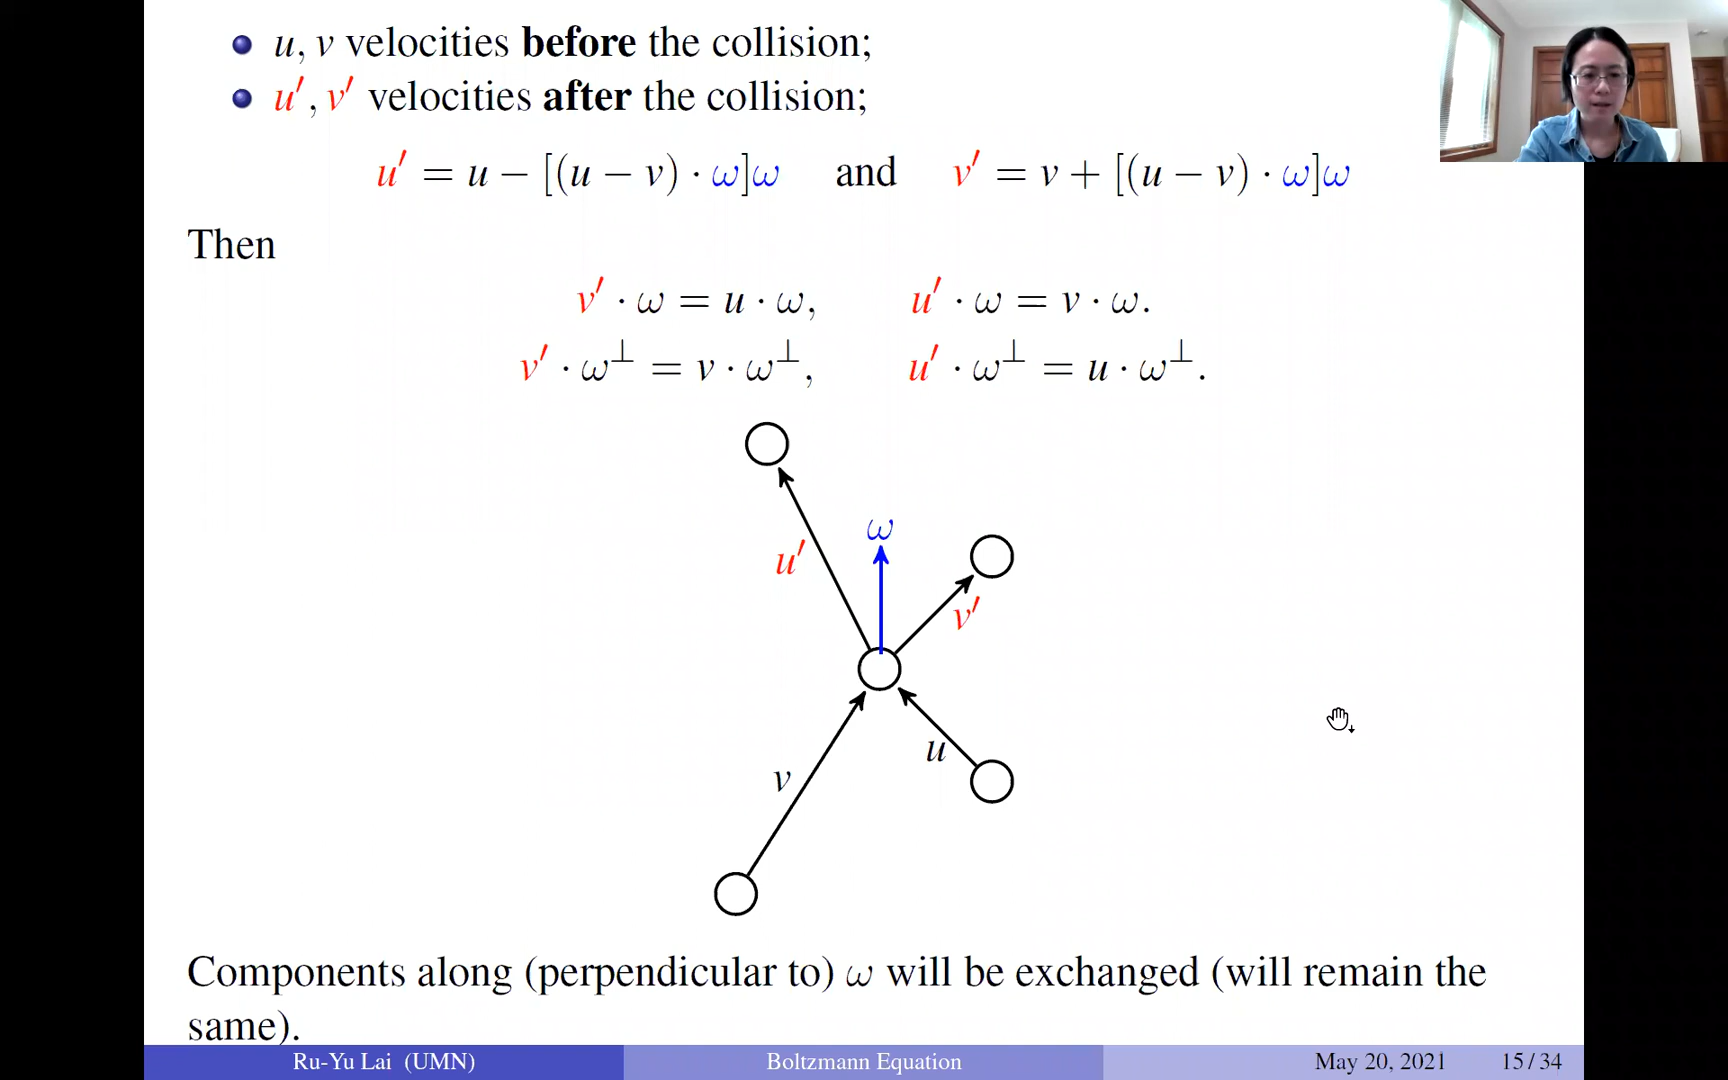 u, v velocities before the collision;
u′, v′ velocities after the collision;
u′ = u − [(u − v) · ω]ω and v′ = v + [(u − v) · ω]ω
Then
v′ · ω = u · ω, u′ · ω = v · ω.
v′ · ω⊥ = v · ω⊥, u′ · ω⊥ = u · ω⊥.
ω
u′
v′
u
v
Components along (perpendicular to) ω will be exchanged (will remain the
same).
Ru-Yu Lai (UMN) Boltzmann Equation May 20, 2021 15 / 34